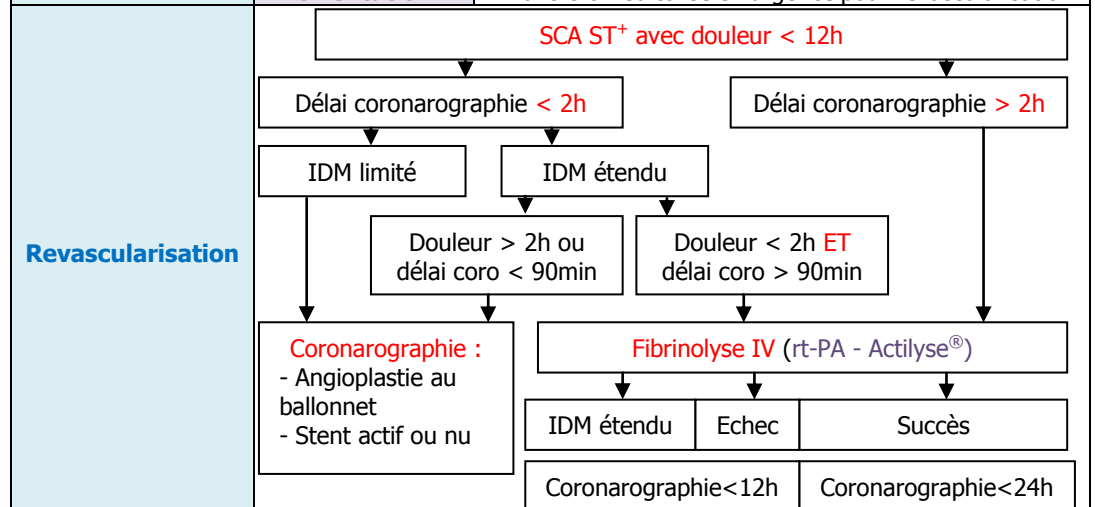 SCA ST⁺ avec douleur < 12h
Délai coronarographie < 2h
Délai coronarographie > 2h
IDM limité
IDM étendu
Revascularisation
Douleur > 2h ou
délai coro < 90min
Douleur < 2h ET
délai coro > 90min
Coronarographie :
- Angioplastie au
ballonnet
- Stent actif ou nu
Fibrinolyse IV (rt-PA - Actilyse®)
IDM étendu
Echec
Succès
Coronarographie<12h
Coronarographie<24h